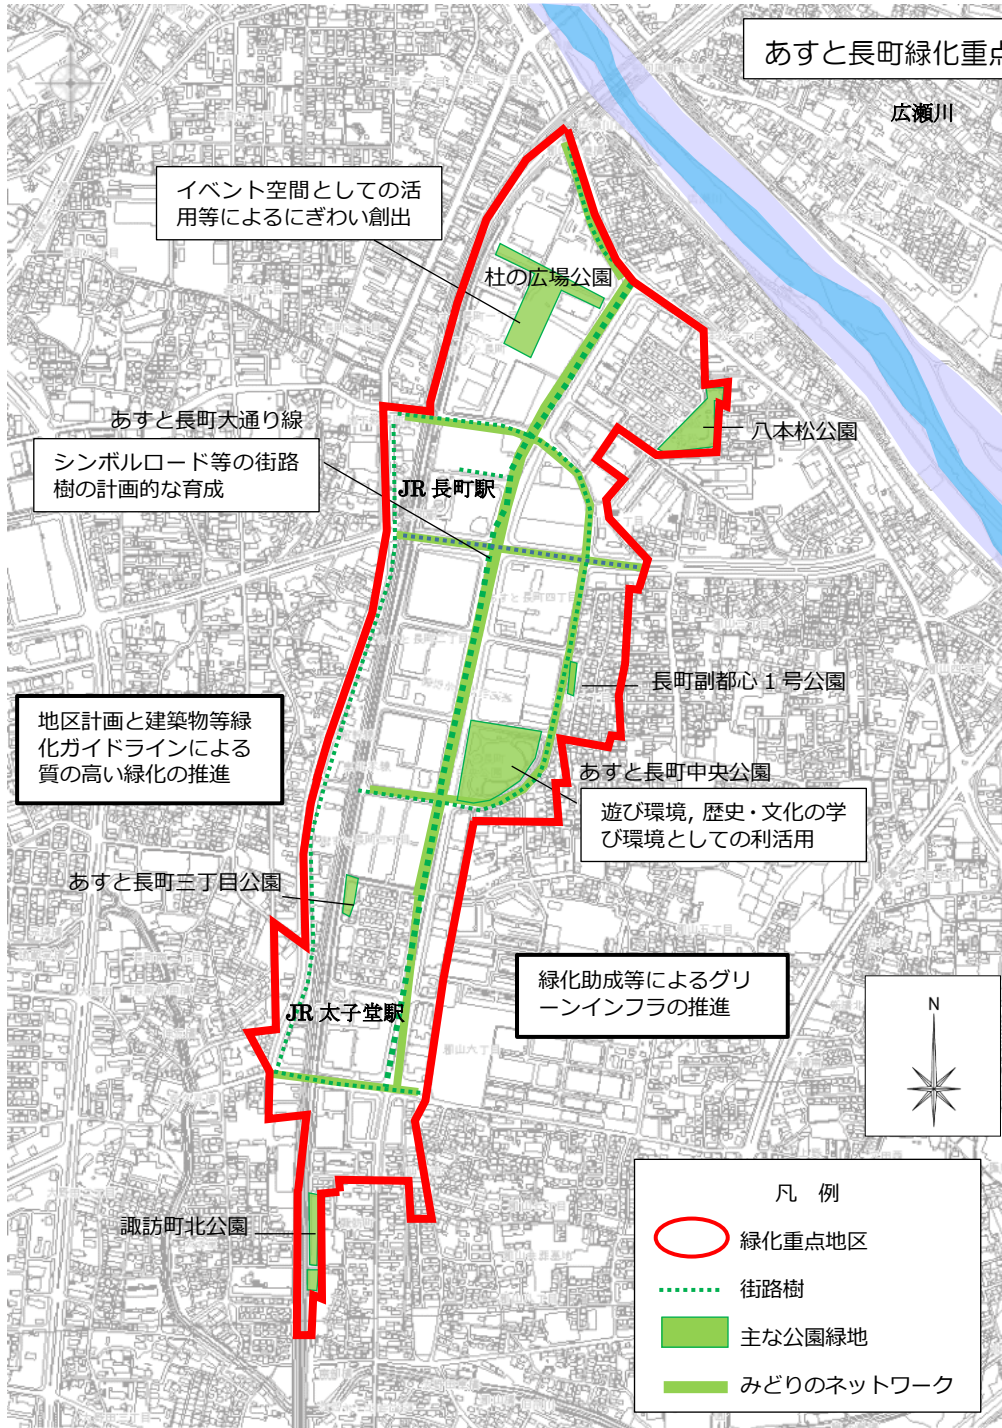 あすと長町緑化重点
広瀬川
イベント空間としての活
用等によるにぎわい創出
杜の広場公園
あすと長町大通り線
八本松公園
シンボルロード等の街路
樹の計画的な育成
JR 長町駅
長町副都心1号公園
地区計画と建築物等緑
化ガイドラインによる
質の高い緑化の推進
あすと長町中央公園
遊び環境，歴史・文化の学
び環境としての利活用
あすと長町三丁目公園
緑化助成等によるグリ
ーンインフラの推進
JR 太子堂駅
N
諏訪町北公園
凡 例
緑化重点地区
街路樹
主な公園緑地
みどりのネットワーク